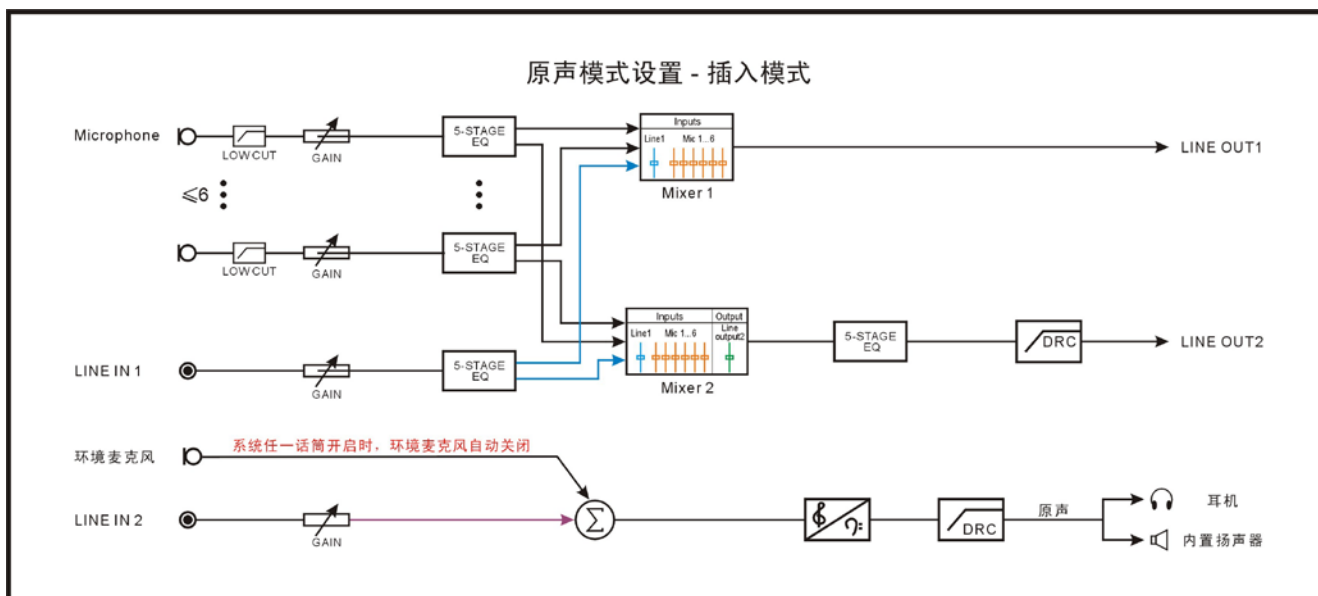 原声模式设置 - 插入模式
Microphone
LOW CUT
GAIN
5-STAGE
EQ
Inputs
Line1 Mic 1...6
Mixer 1
LINE OUT1
≤6
LOW CUT
GAIN
5-STAGE
EQ
Inputs Output
Line1 Mic 1...6 Line
output2
Mixer 2
5-STAGE
EQ
DRC
LINE OUT2
LINE IN 1
GAIN
5-STAGE
EQ
环境麦克风
系统任一话筒开启时，环境麦克风自动关闭
LINE IN 2
GAIN
Σ
DRC
原声
耳机
内置扬声器